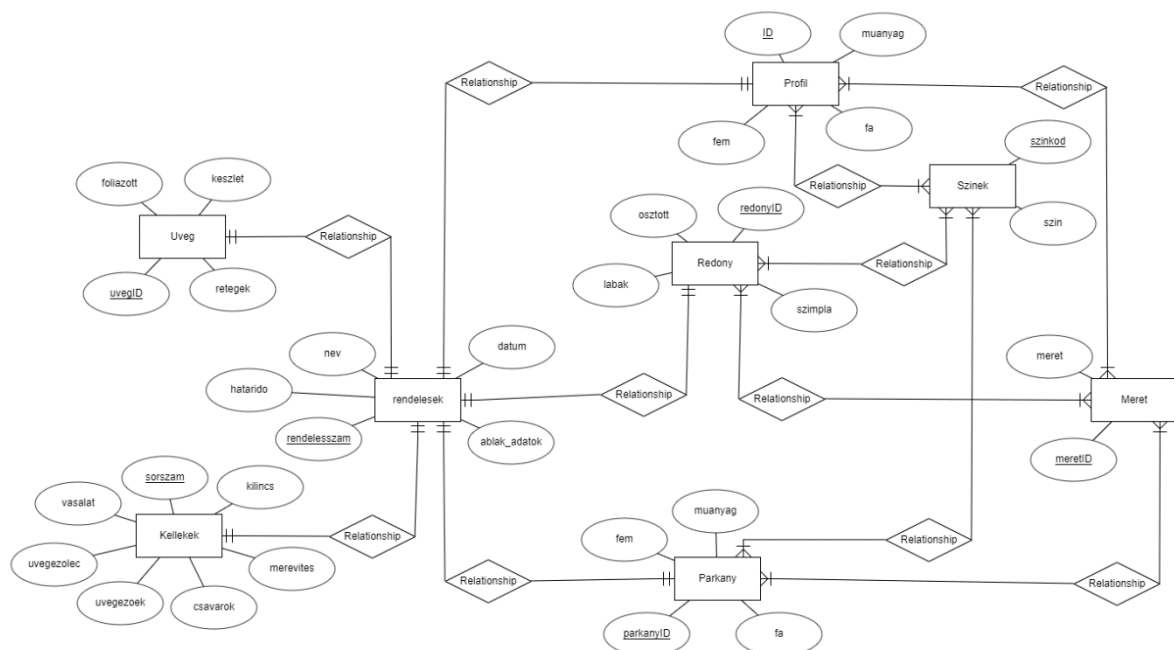 ID
muanyag
Relationship
Profil
Relationship
fem
fa
szinkod
foliazott
keszlet
Relationship
Szinek
osztott
redonyID
szin
Uveg
Relationship
Redony
Relationship
uvegID
retegek
labak
szimpla
nev
datum
meret
hatarido
rendelesek
Relationship
Relationship
Meret
rendelesszam
ablak_adatok
meretID
sorszam
kilincs
vasalat
muanyag
Kellekek
Relationship
fem
Relationship
uvegezolec
merevites
Relationship
Parkany
Relationship
uvegezoek
csavarok
parkanyID
fa